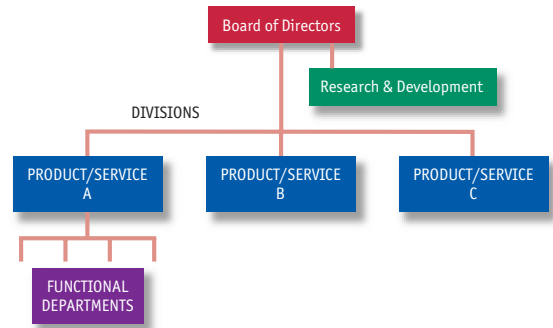 Board of Directors
Research & Development
DIVISIONS
PRODUCT/SERVICE
A
PRODUCT/SERVICE
B
PRODUCT/SERVICE
C
FUNCTIONAL
DEPARTMENTS